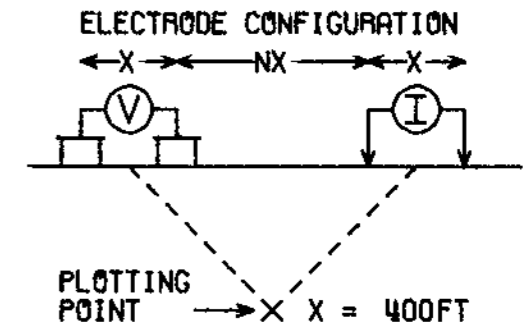 ELECTRODE CONFIGURATION
X NX X
V I
PLOTTING
POINT X X = 400FT